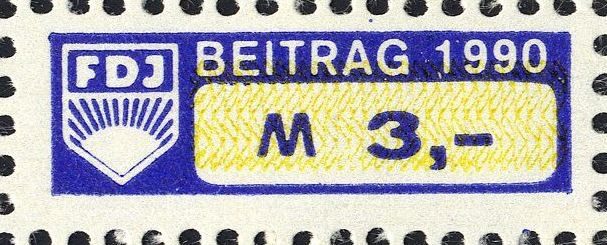 FDJ
BEITRAG 1990
M 3,-